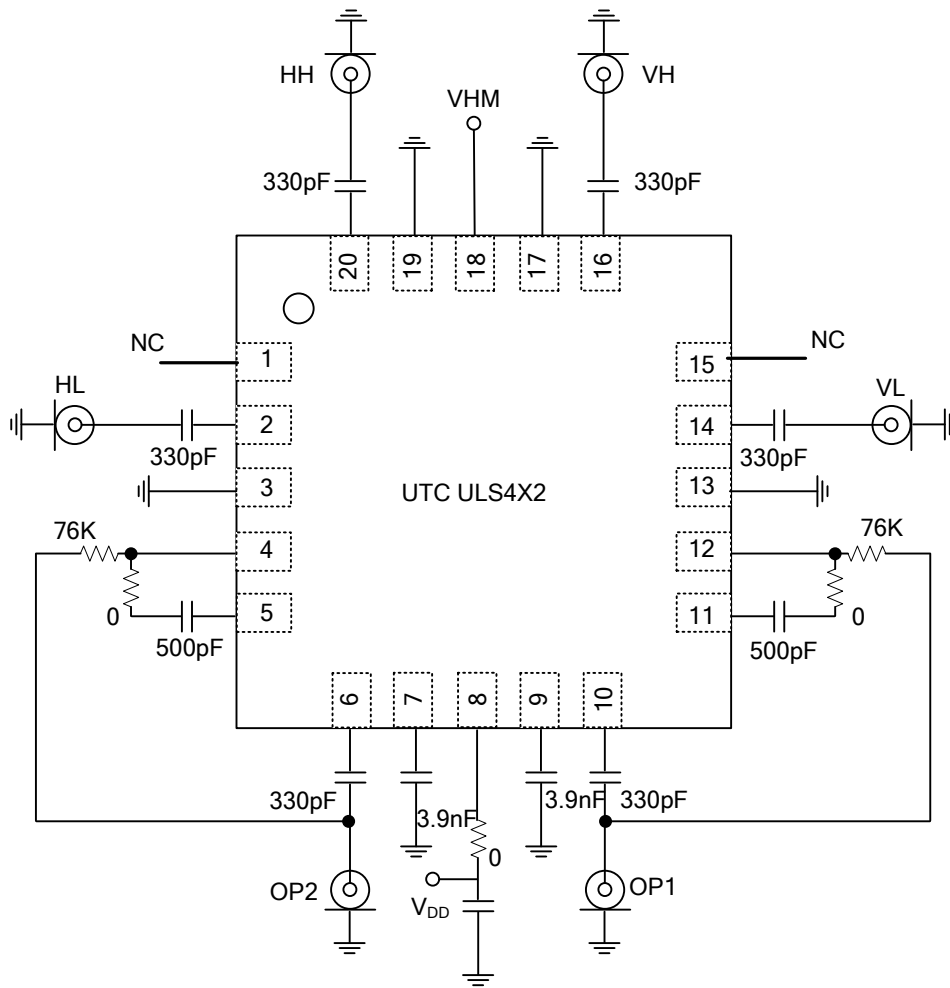 HH
VH
VHM
330pF
330pF
20
19
18
17
16
NC
1
15
NC
HL
2
14
VL
330pF
330pF
3
UTC ULS4X2
13
76K
4
12
76K
0
5
11
0
500pF
500pF
6
7
8
9
10
330pF
3.9nF
3.9nF
330pF
0
OP2
VDD
OP1